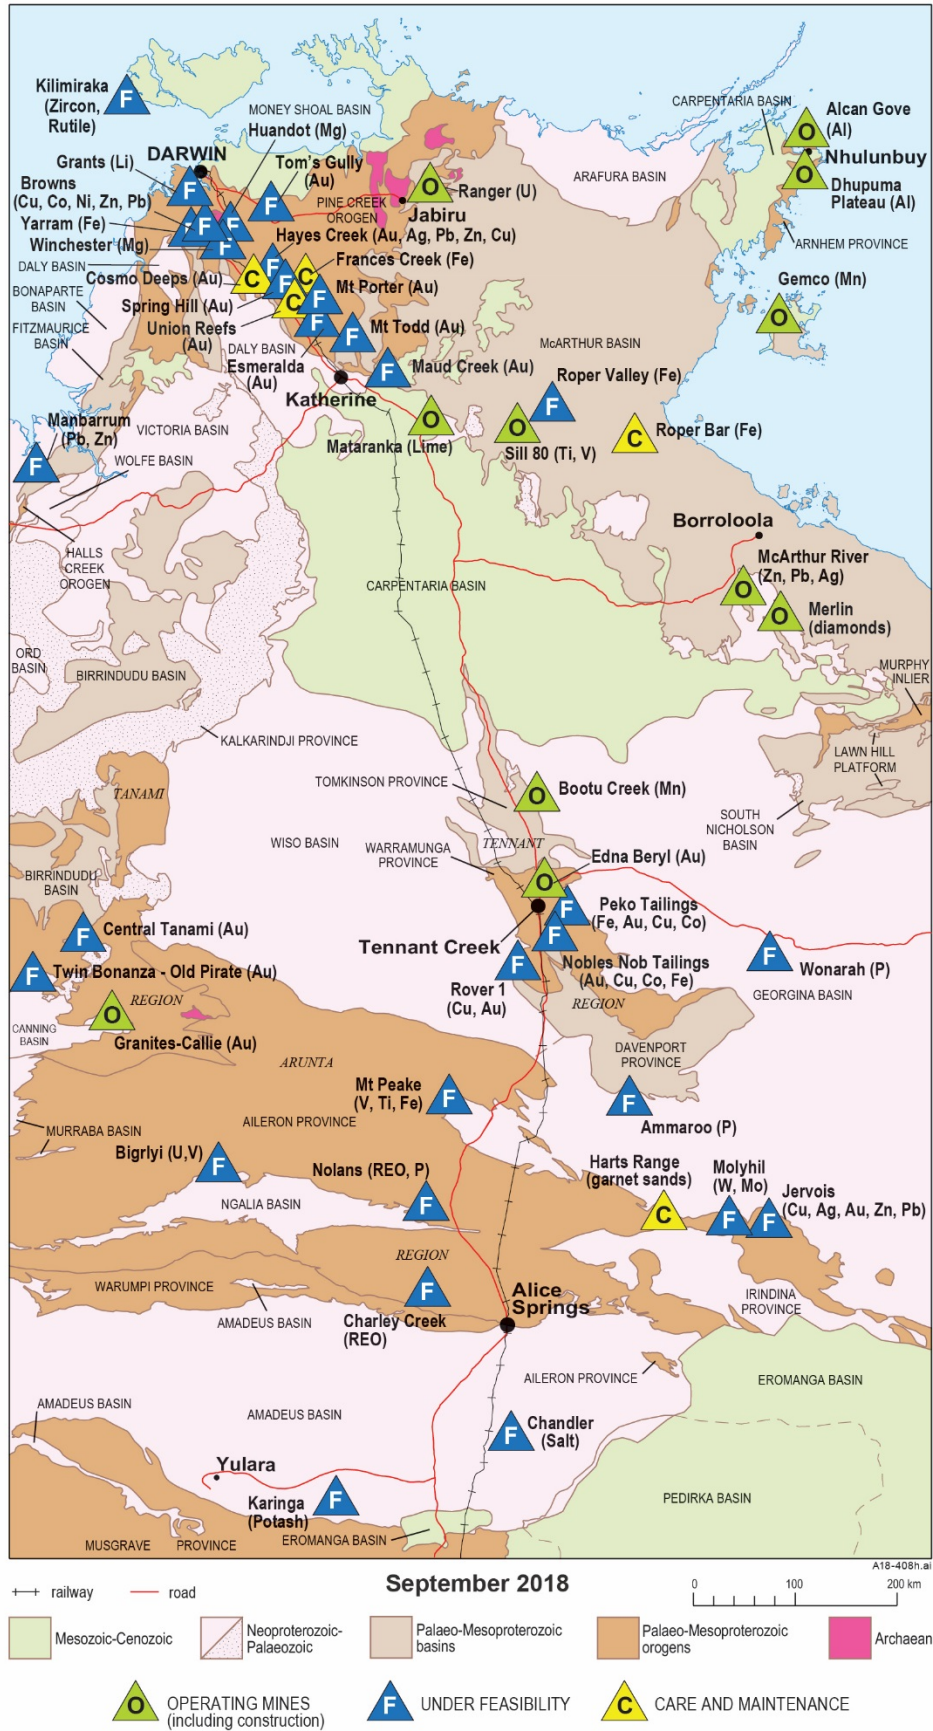 Kilimiraka
(Zircon,
Rutile)
F
MONEY SHOAL BASIN
Huandot (Mg)
CARPENTARIA BASIN
Alcan Gove
(Al)
O
Nhulunbuy
O
Dhupuma
Plateau (Al)
ARNHEM PROVINCE
Grants (Li)
DARWIN
F
Tom's Gully
(Au)
F
ARAFURA BASIN
Browns
(Cu, Co, Ni, Zn, Pb)
PINE CREEK
OROGEN
O
Ranger (U)
Jabiru
Yarram (Fe)
F
F
Winchester (Mg)
F
Hayes Creek (Au, Ag, Pb, Zn, Cu)
F
DALY BASIN
Frances Creek (Fe)
C
Cosmo Deeps (Au)
C
F
Mt Porter (Au)
F
Gemco (Mn)
O
BONAPARTE
BASIN
Spring Hill (Au)
C
FITZMAURICE
BASIN
Union Reefs
(Au)
F
Mt Todd (Au)
F
DALY BASIN
Esmeralda
(Au)
McARTHUR BASIN
Maud Creek (Au)
F
Roper Valley (Fe)
F
Katherine
Manbarrum
(Pb, Zn)
F
VICTORIA BASIN
O
Mataranka (Lime)
O
Sill 80 (Ti, V)
C
Roper Bar (Fe)
WOLFE BASIN
HALLS
CREEK
OROGEN
Borroloola
CARPENTARIA BASIN
McArthur River
(Zn, Pb, Ag)
O
O
Merlin
(diamonds)
ORD
BASIN
BIRRINDUDU BASIN
MURPHY
INLIER
KALKARINDJI PROVINCE
LAWN HILL
PLATFORM
TOMKINSON PROVINCE
O
Bootu Creek (Mn)
TANAMI
SOUTH
NICHOLSON
BASIN
WISO BASIN
WARRAMUNGA
PROVINCE
TENNANT
O
Edna Beryl (Au)
BIRRINDUDU
BASIN
F
Peko Tailings
(Fe, Au, Cu, Co)
F
Central Tanami (Au)
Tennant Creek
F
Nobles Nob Tailings
(Au, Cu, Co, Fe)
F
Wonarah (P)
F
Twin Bonanza - Old Pirate (Au)
F
Rover 1
(Cu, Au)
REGION
GEORGINA BASIN
REGION
O
Granites-Callie (Au)
CANNING
BASIN
DAVENPORT
PROVINCE
ARUNTA
Mt Peake
(V, Ti, Fe)
F
F
Ammaroo (P)
AILERON PROVINCE
MURRABA BASIN
Bigrlyi (U,V)
F
Nolans (REO, P)
F
Harts Range
(garnet sands)
C
Molyhil
(W, Mo)
F
Jervois
(Cu, Ag, Au, Zn, Pb)
F
NGALIA BASIN
REGION
WARUMPI PROVINCE
F
Charley Creek
(REO)
Alice
Springs
IRINDINA
PROVINCE
AMADEUS BASIN
AILERON PROVINCE
EROMANGA BASIN
AMADEUS BASIN
AMADEUS BASIN
F
Chandler
(Salt)
Yulara
Karinga
(Potash)
F
PEDIRKA BASIN
MUSGRAVE PROVINCE
EROMANGA BASIN
A18-408h.ai
railway
road
September 2018
0 100 200 km
Mesozoic-Cenozoic
Neoproterozoic-
Palaeozoic
Palaeo-Mesoproterozoic
basins
Palaeo-Mesoproterozoic
orogens
Archaean
O
OPERATING MINES
(including construction)
F
UNDER FEASIBILITY
C
CARE AND MAINTENANCE